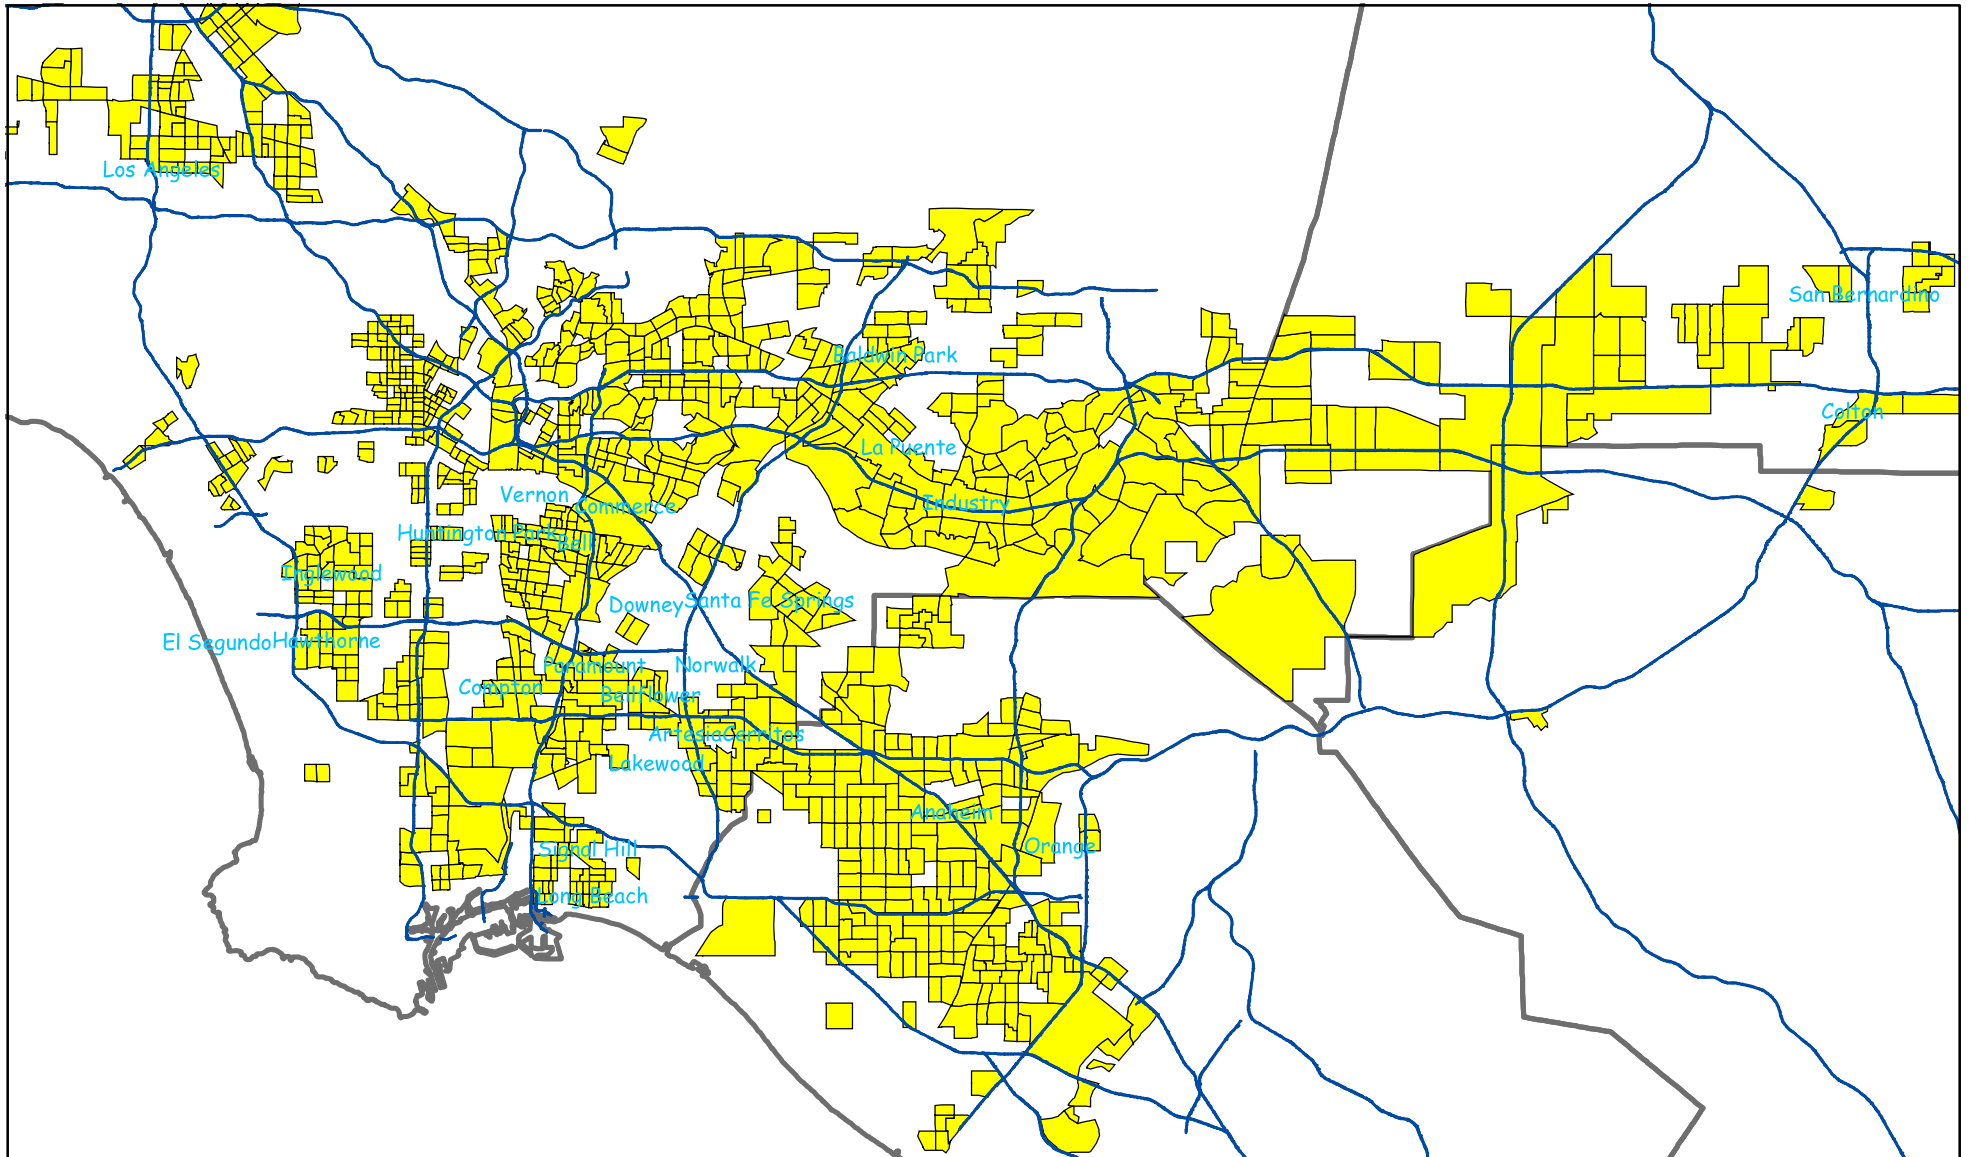 Los Angeles
San Bernardino
Baldwin Park
Colton
La Puente
Vernon
Commerce
Industry
Huntington Park
Bell
Inglewood
Downey
Santa Fe Springs
El Segundo
Hawthorne
Paramount
Norwalk
Compton
Bellflower
Artesia
Cerritos
Lakewood
Anaheim
Orange
Signal Hill
Long Beach